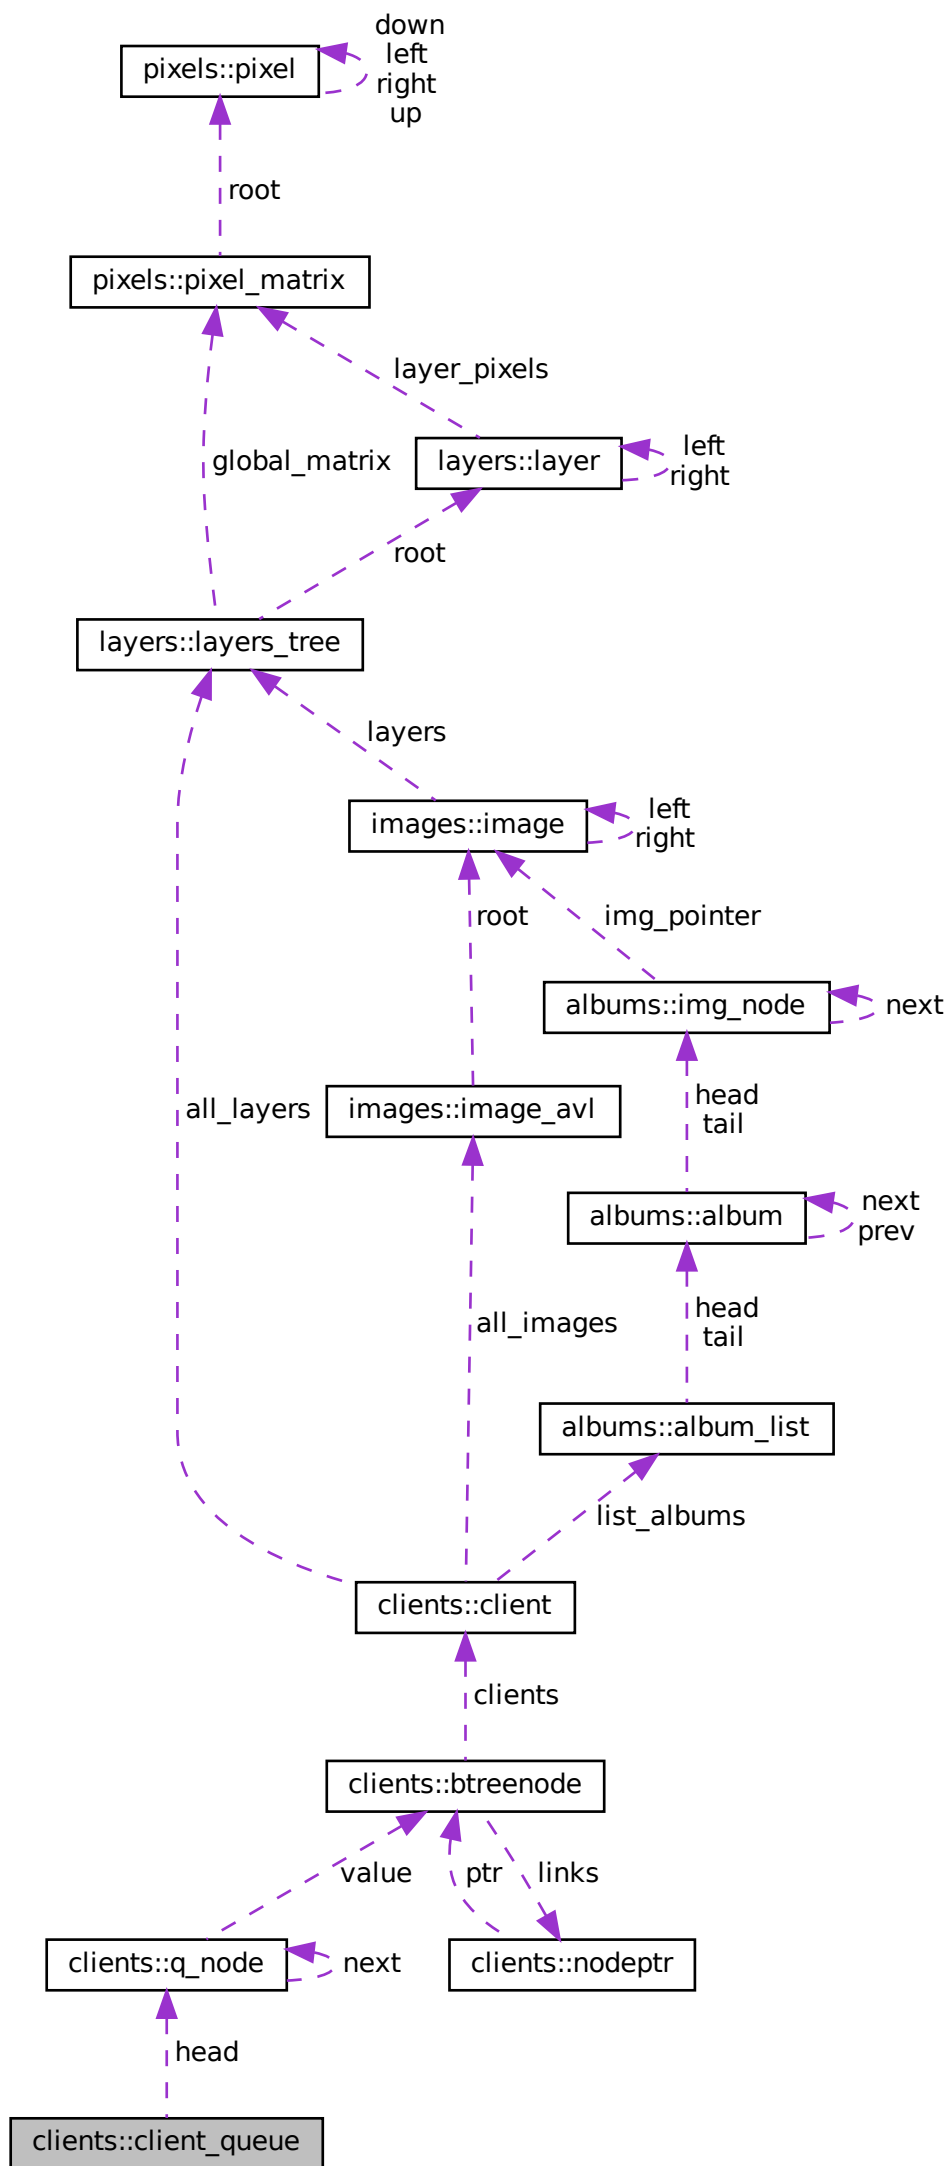 down
left
right
up
pixels::pixel
root
pixels::pixel_matrix
layer_pixels
global_matrix
layers::layer
left
right
root
layers::layers_tree
layers
images::image
left
right
root
img_pointer
albums::img_node
next
all_layers
images::image_avl
head
tail
albums::album
next
prev
all_images
head
tail
albums::album_list
list_albums
clients::client
clients
clients::btreenode
value
ptr
links
clients::q_node
next
clients::nodeptr
head
clients::client_queue